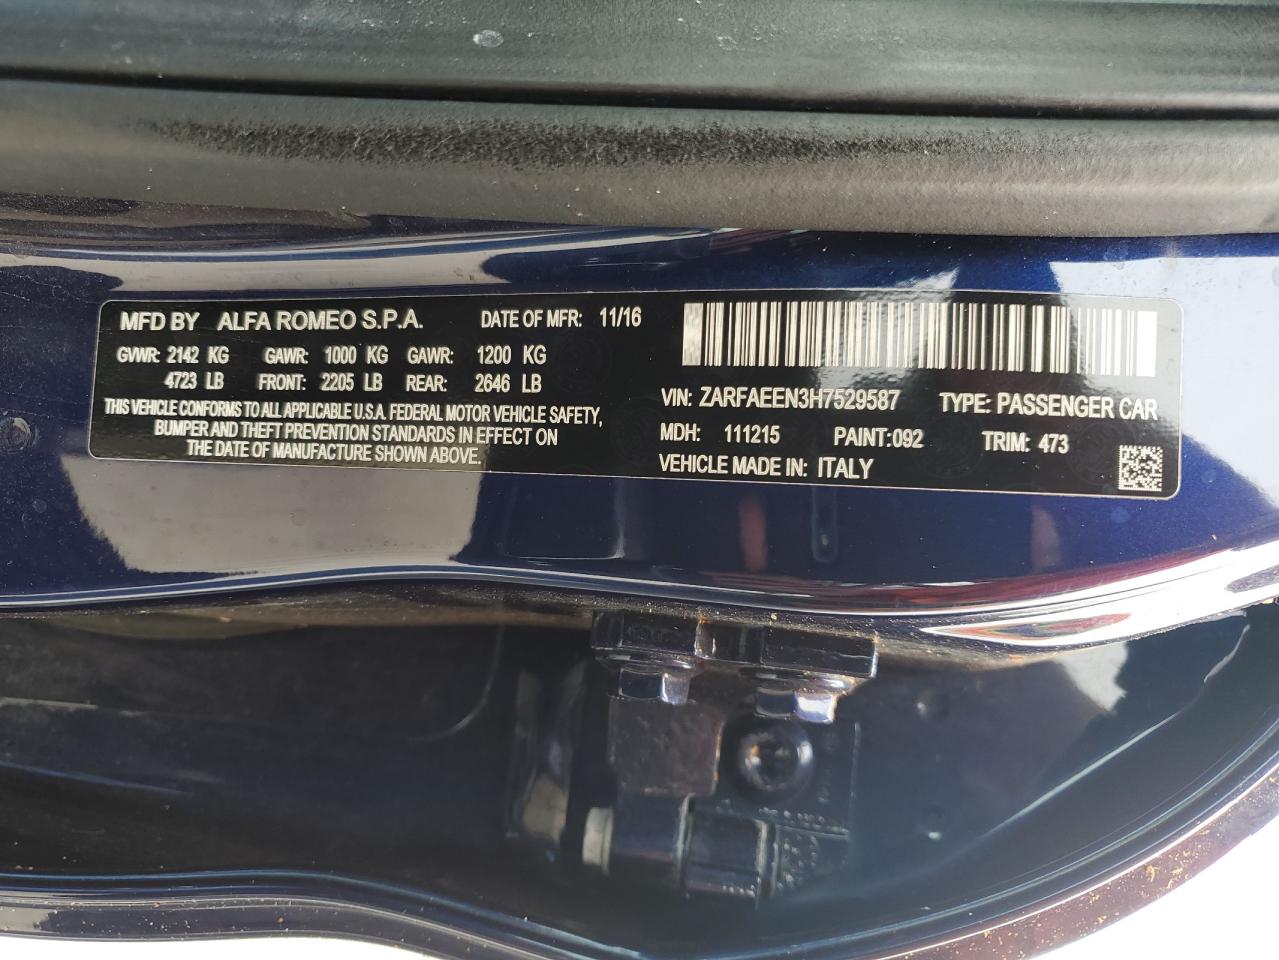 MFD BY ALFA ROMEO S.P.A. DATE OF MFR: 11/16
GVWR: 2142 KG GAWR: 1000 KG GAWR: 1200 KG
4723 LB FRONT: 2205 LB REAR: 2646 LB
THIS VEHICLE CONFORMS TO ALL APPLICABLE U.S.A. FEDERAL MOTOR VEHICLE SAFETY,
BUMPER AND THEFT PREVENTION STANDARDS IN EFFECT ON
THE DATE OF MANUFACTURE SHOWN ABOVE.
VIN: ZARFAEEN3H7529587 TYPE: PASSENGER CAR
MDH: 111215 PAINT:092 TRIM: 473
VEHICLE MADE IN: ITALY